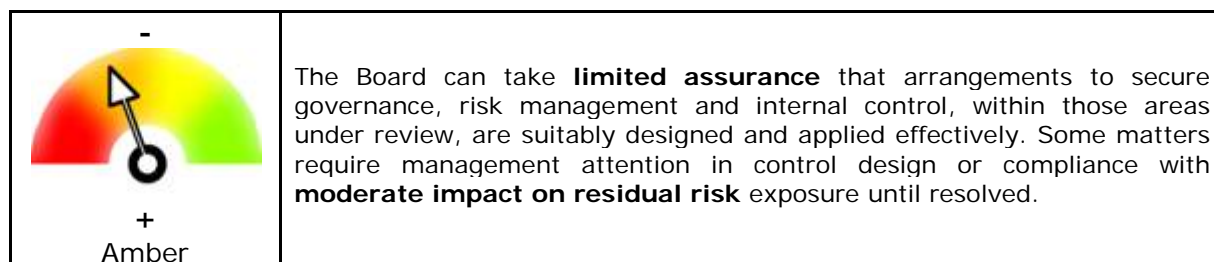 -
+
Amber
The Board can take limited assurance that arrangements to secure
governance, risk management and internal control, within those areas
under review, are suitably designed and applied effectively. Some matters
require management attention in control design or compliance with
moderate impact on residual risk exposure until resolved.